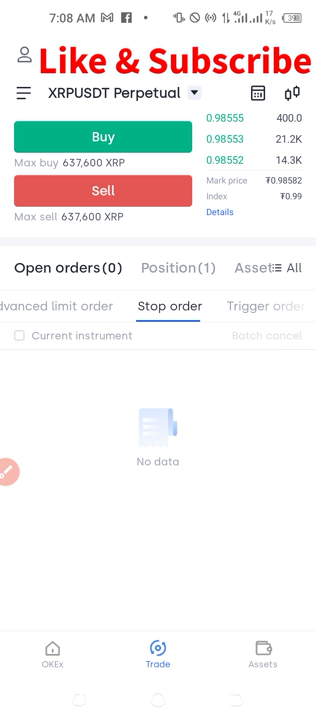 7:08 AM
4G
17 K/s
39
Like & Subscribe
XRPUSDT Perpetual
0.98555 400.0
Buy
0.98553 21.2K
Max buy 637,600 XRP
0.98552 14.3K
Sell
Mark price ₮0.98582
Index ₮0.99
Max sell 637,600 XRP
Details
Open orders(0) Position(1) Asset All
dvanced limit order Stop order Trigger order
Current instrument Batch cancel
No data
OKEx Trade Assets